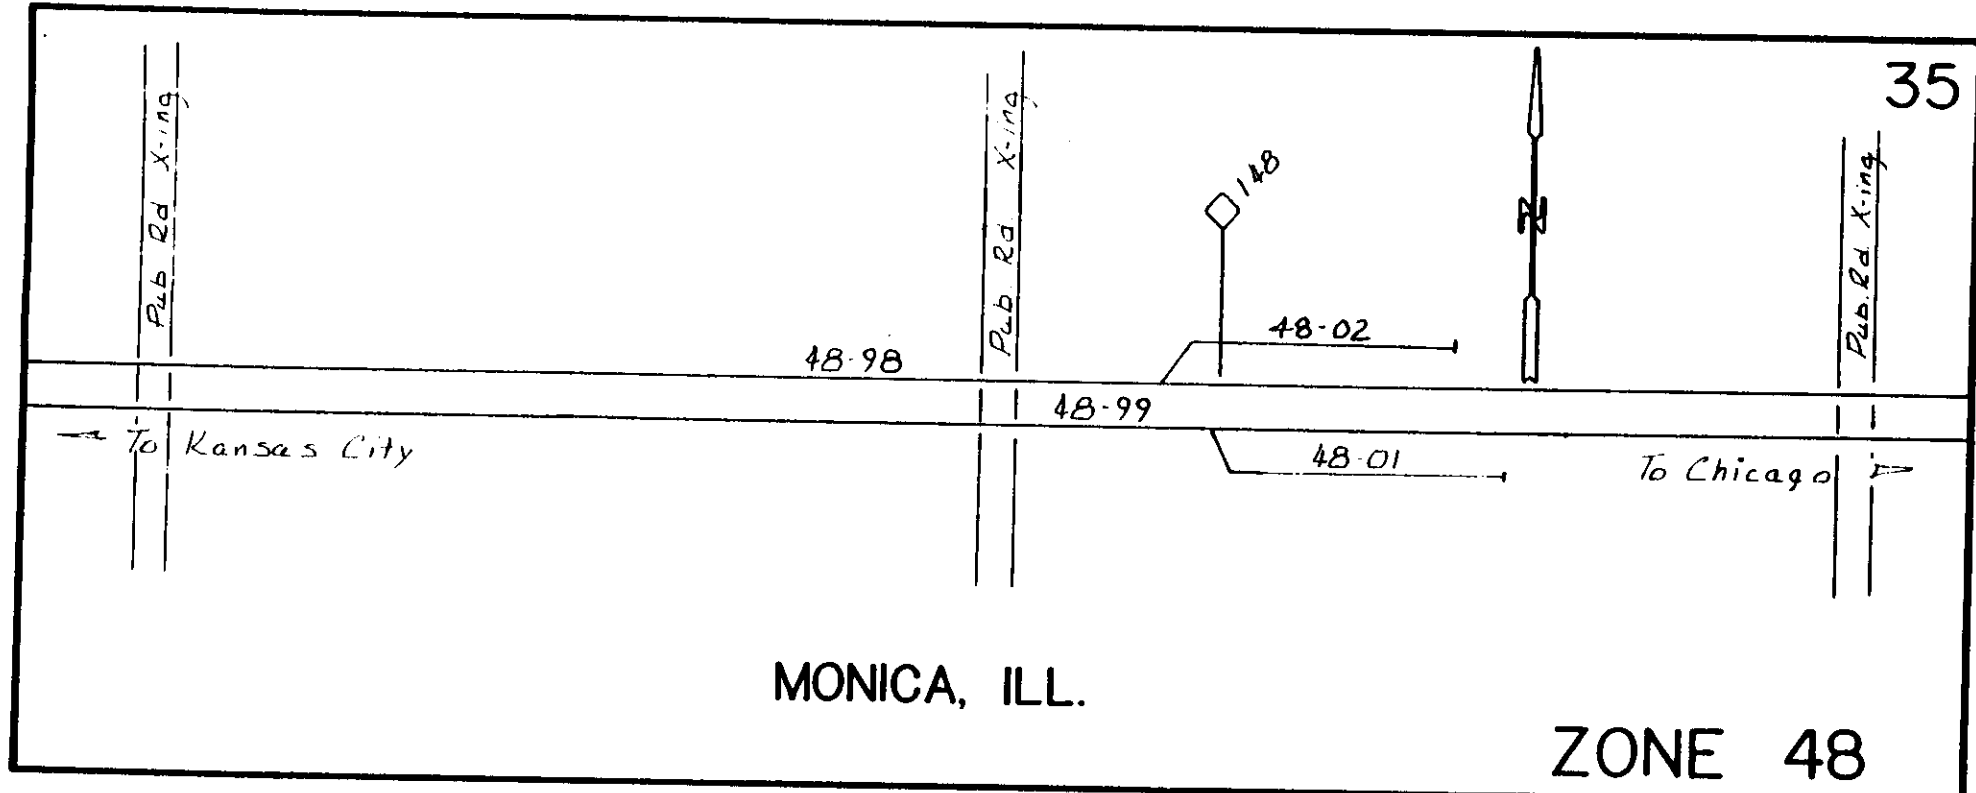 35
Pub Rd X-ing
Pub. Rd. X-ing
Pub. Rd X-ing
148
N
48-02
48-98
48-99
To Kansas City
48-01
To Chicago
MONICA, ILL.
ZONE 48